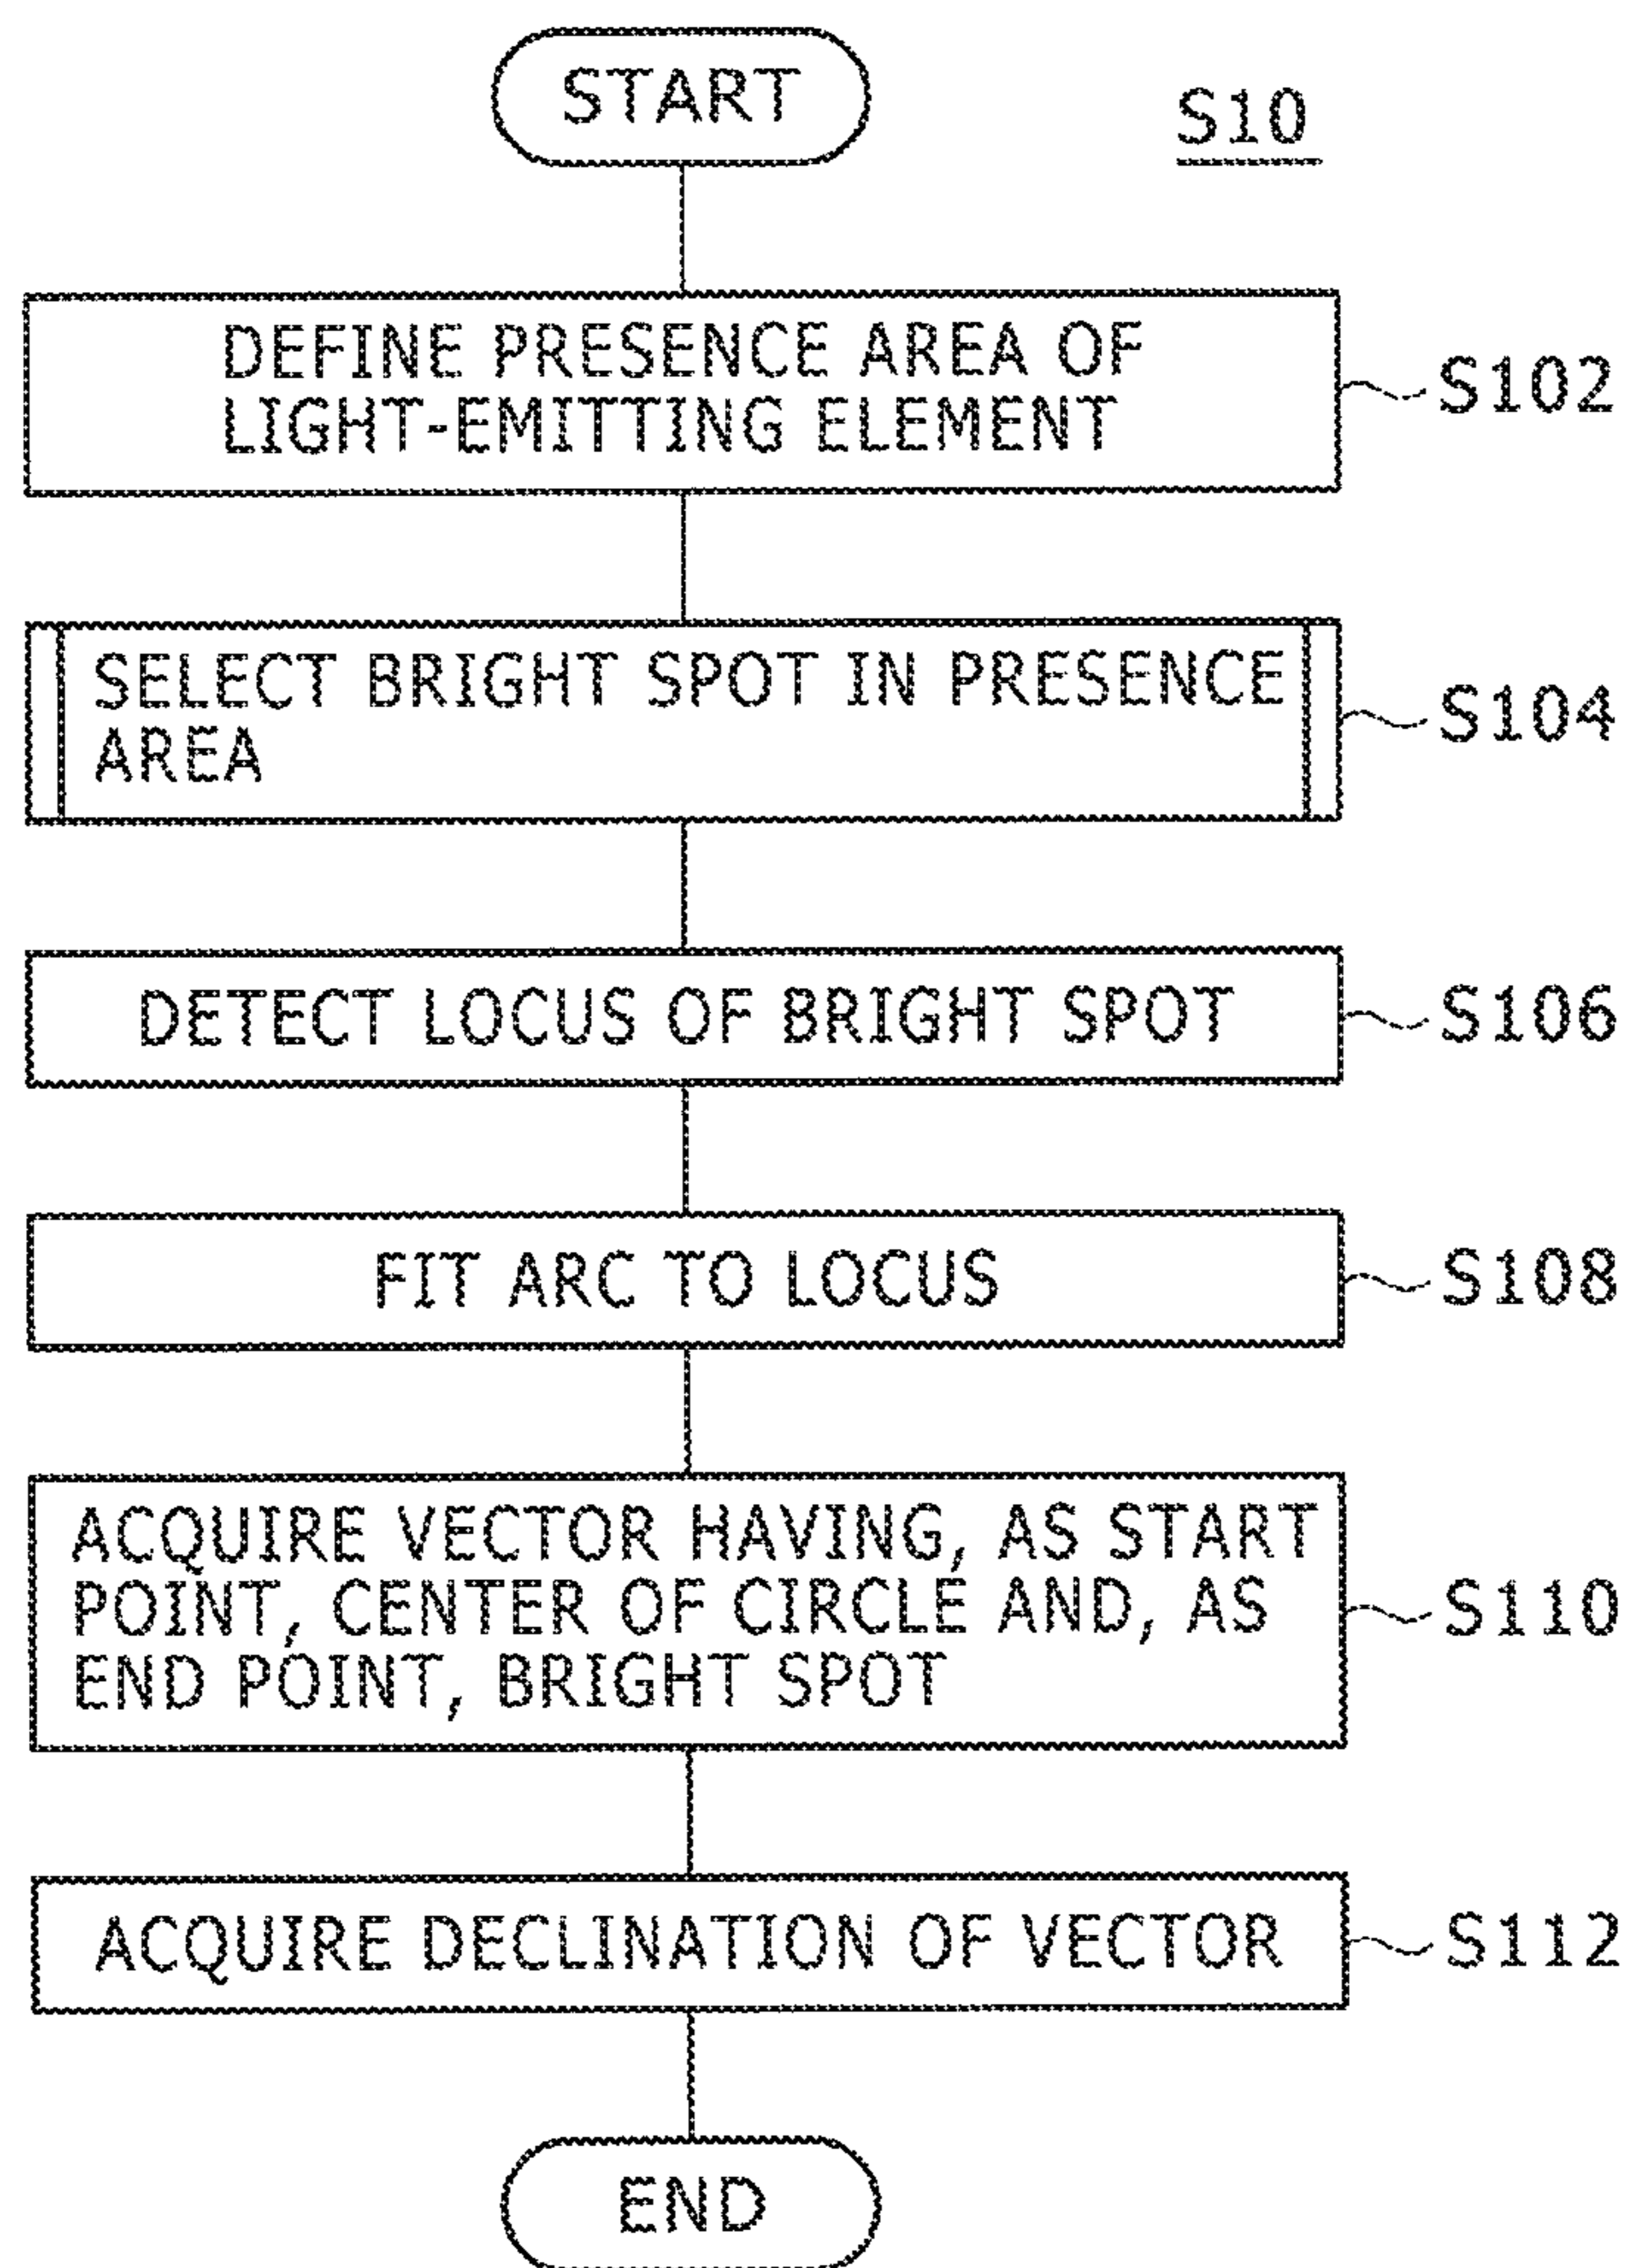 START
S10
DEFINE PRESENCE AREA OF
LIGHT-EMITTING ELEMENT
S102
SELECT BRIGHT SPOT IN PRESENCE
AREA
S104
DETECT LOCUS OF BRIGHT SPOT
S106
FIT ARC TO LOCUS
S108
ACQUIRE VECTOR HAVING, AS START
POINT, CENTER OF CIRCLE AND, AS
END POINT, BRIGHT SPOT
S110
ACQUIRE DECLINATION OF VECTOR
S112
END